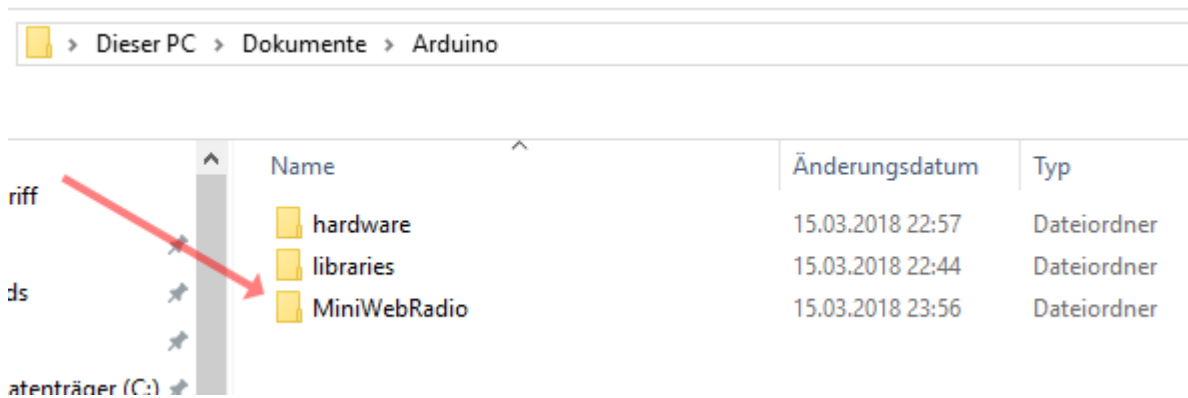 Dieser PC > Dokumente > Arduino
Name Änderungsdatum Typ
riff
hardware 15.03.2018 22:57 Dateiordner
libraries 15.03.2018 22:44 Dateiordner
ds
MiniWebRadio 15.03.2018 23:56 Dateiordner
atenträger (C:)